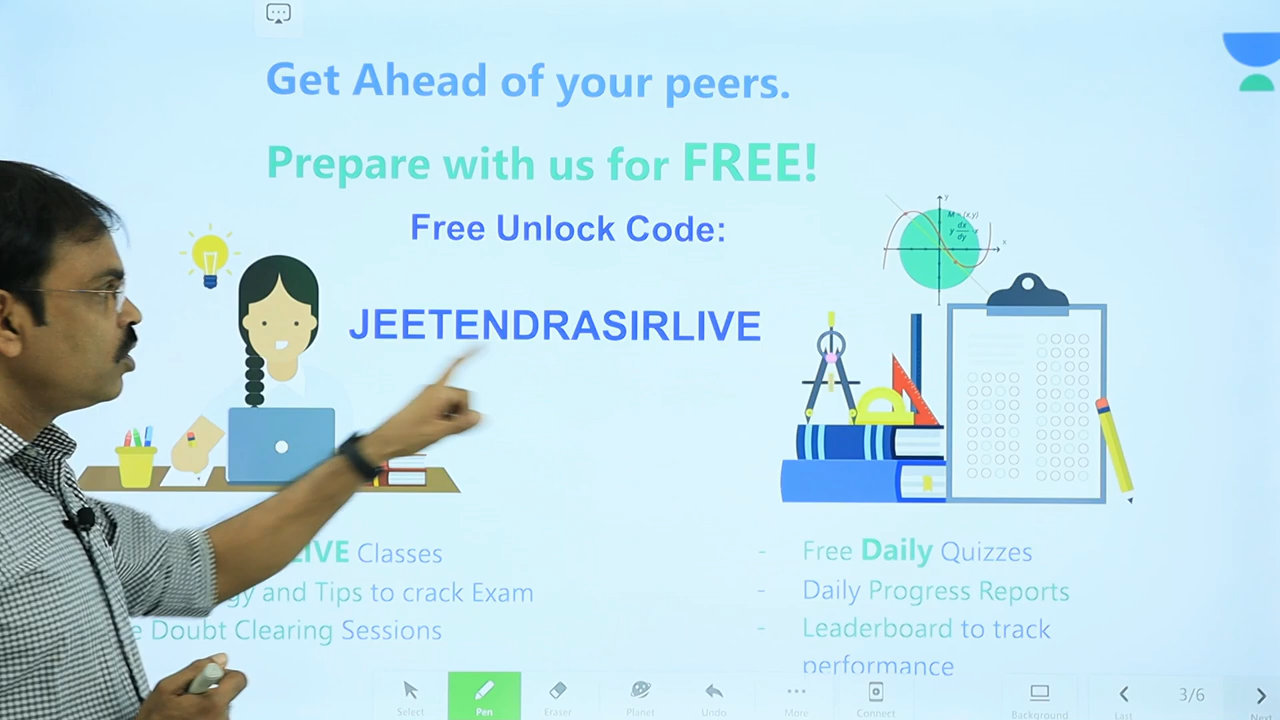 Get Ahead of your peers.
Prepare with us for FREE!
Free Unlock Code:
JEETENDRASIRLIVE
LIVE Classes
and Tips to crack Exam
Doubt Clearing Sessions
- Free Daily Quizzes
- Daily Progress Reports
- Leaderboard to track
performance
Select
Pen
Eraser
Planet
Undo
More
Connect
Background
Last
3/6